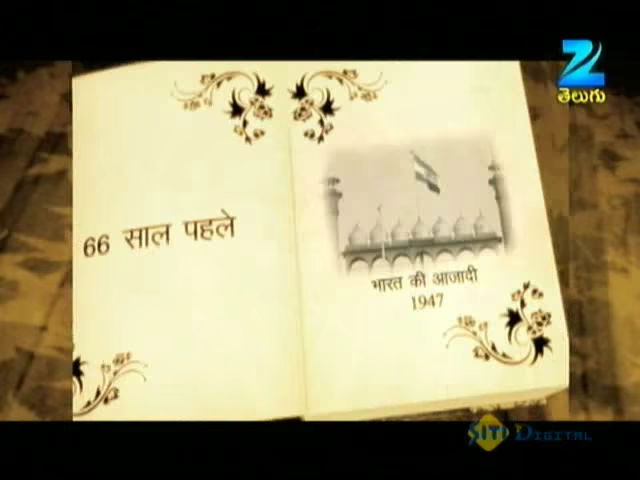 Z
తెలుగు
66 साल पहले
भारत की आजादी
1947
SITI DIGITAL